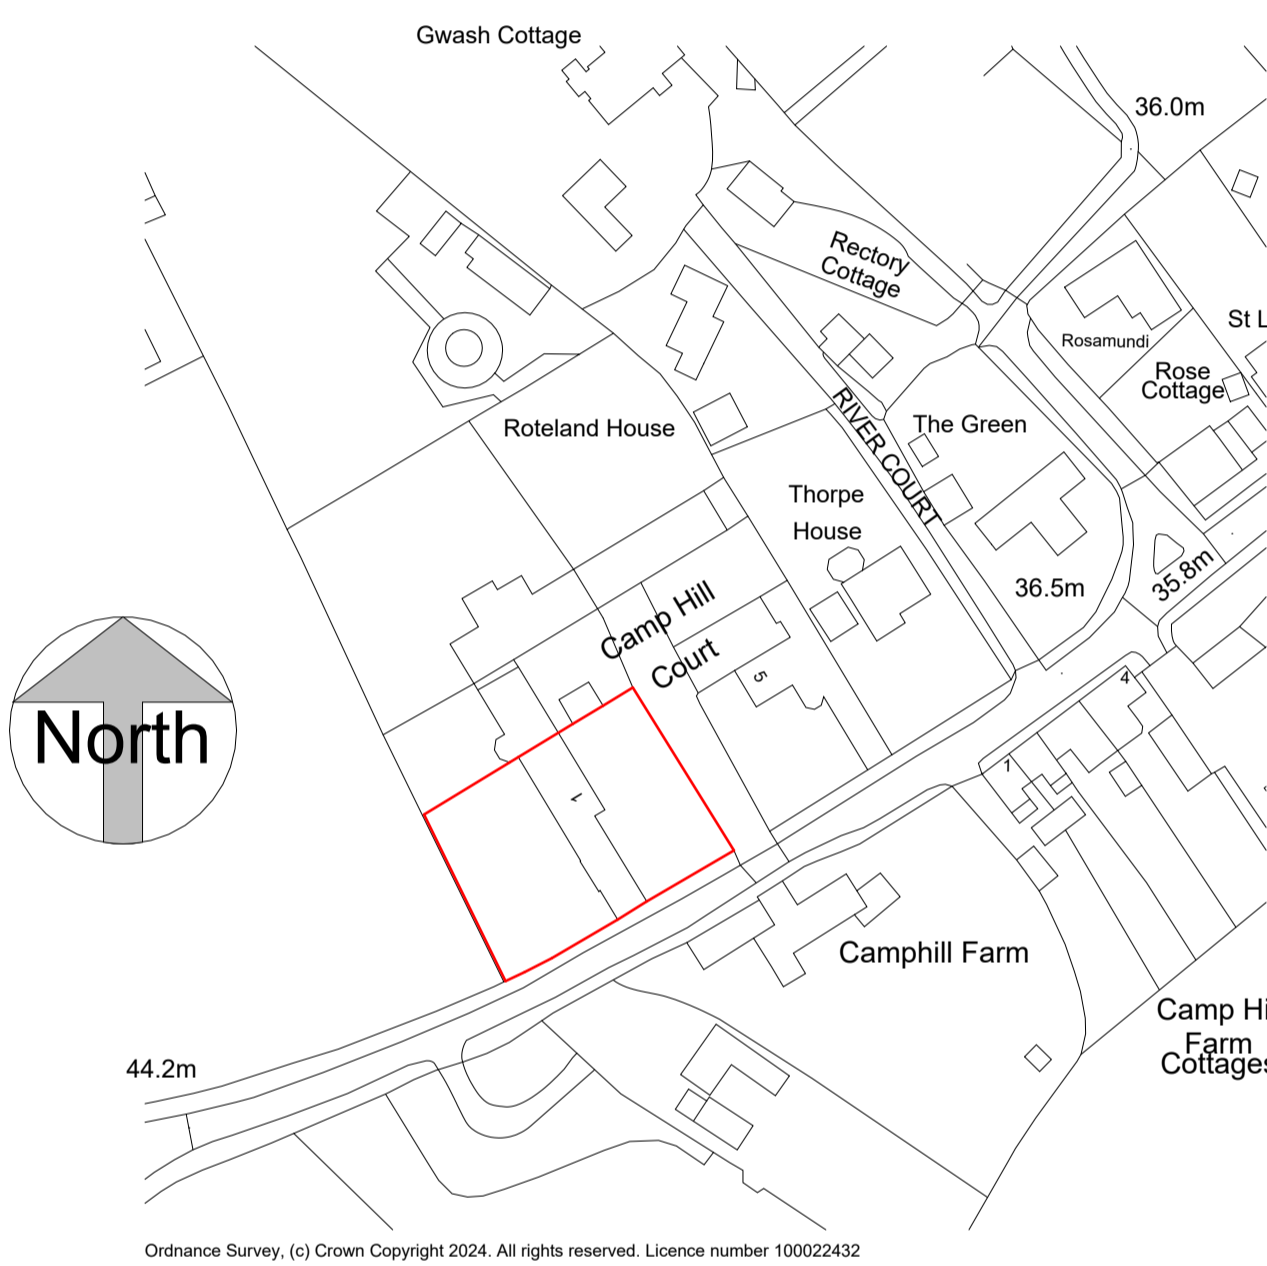 Gwash Cottage
36.0m
Rectory
Cottage
St L
Rosamundi
Rose
Cottage
Roteland House
RIVER COURT
The Green
Thorpe
House
36.5m
35.8m
Camp Hill
Court
5
4
1
North
1
Camphill Farm
Camp Hi
Farm
Cottages
44.2m
Ordnance Survey, (c) Crown Copyright 2024. All rights reserved. Licence number 100022432